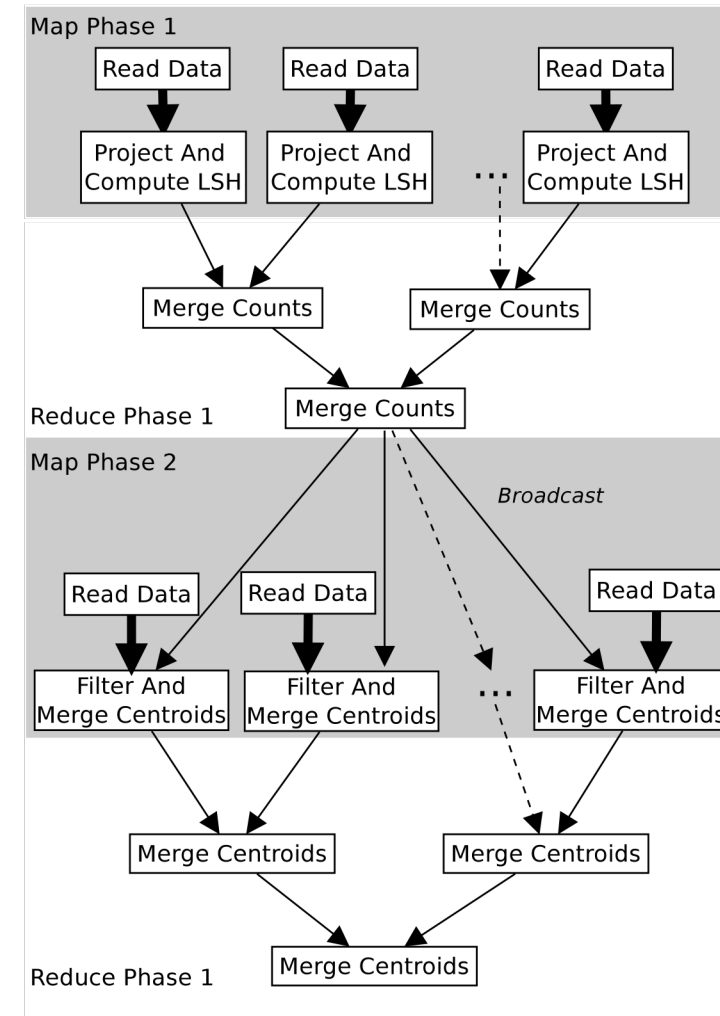 Map Phase 1
Read Data
Read Data
Read Data
Project And
Compute LSH
Project And
Compute LSH
...
Project And
Compute LSH
Merge Counts
Merge Counts
Merge Counts
Reduce Phase 1
Map Phase 2
Broadcast
Read Data
Read Data
Read Data
Filter And
Merge Centroids
Filter And
Merge Centroids
...
Filter And
Merge Centroids
Merge Centroids
Merge Centroids
Merge Centroids
Reduce Phase 1